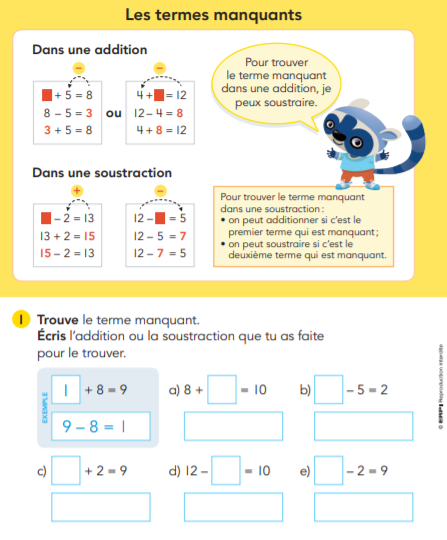 Les termes manquants
Dans une addition
– –
+ 5 = 8
8 – 5 = 3
3 + 5 = 8
ou
4 + = 12
12 – 4 = 8
4 + 8 = 12
Pour trouver
le terme manquant
dans une addition, je
peux soustraire.
Dans une soustraction
+ –
– 2 = 13
13 + 2 = 15
15 – 2 = 13
12 – = 5
12 – 5 = 7
12 – 7 = 5
Pour trouver le terme manquant
dans une soustraction :
• on peut additionner si c'est le
premier terme qui est manquant ;
• on peut soustraire si c'est le
deuxième terme qui est manquant.
1 Trouve le terme manquant.
Écris l'addition ou la soustraction que tu as faite
pour le trouver.
EXEMPLE
1 + 8 = 9
9 – 8 = 1
a) 8 + = 10
b) – 5 = 2
c) + 2 = 9
d) 12 – = 10
e) – 2 = 9
© ERPI Reproduction interdite